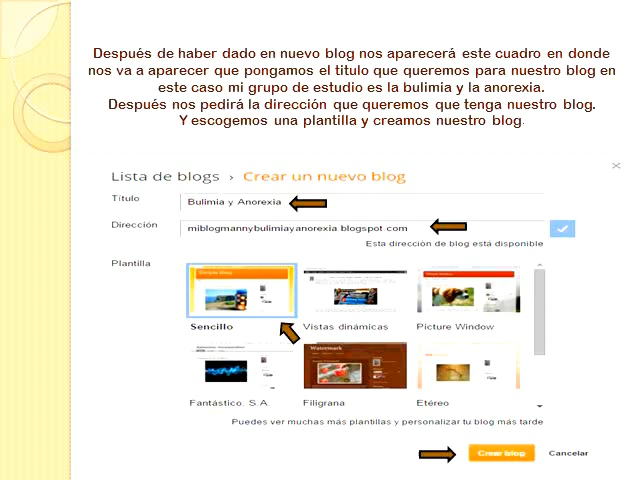 Después de haber dado en nuevo blog nos aparecerá este cuadro en donde
nos va a aparecer que pongamos el titulo que queremos para nuestro blog en
este caso mi grupo de estudio es la bulimia y la anorexia.
Después nos pedirá la dirección que queremos que tenga nuestro blog.
Y escogemos una plantilla y creamos nuestro blog.
Lista de blogs › Crear un nuevo blog
Título
Bulimia y Anorexia
Dirección
miblogmannybulimiayanorexia.blogspot.com
Esta dirección de blog está disponible
Plantilla
Simple Blog
Sencillo
Vistas dinámicas
Picture Window
Watermark
Fantástico. S.A.
Filigrana
Etéreo
Puedes ver muchas más plantillas y personalizar tu blog más tarde
Crear blog
Cancelar